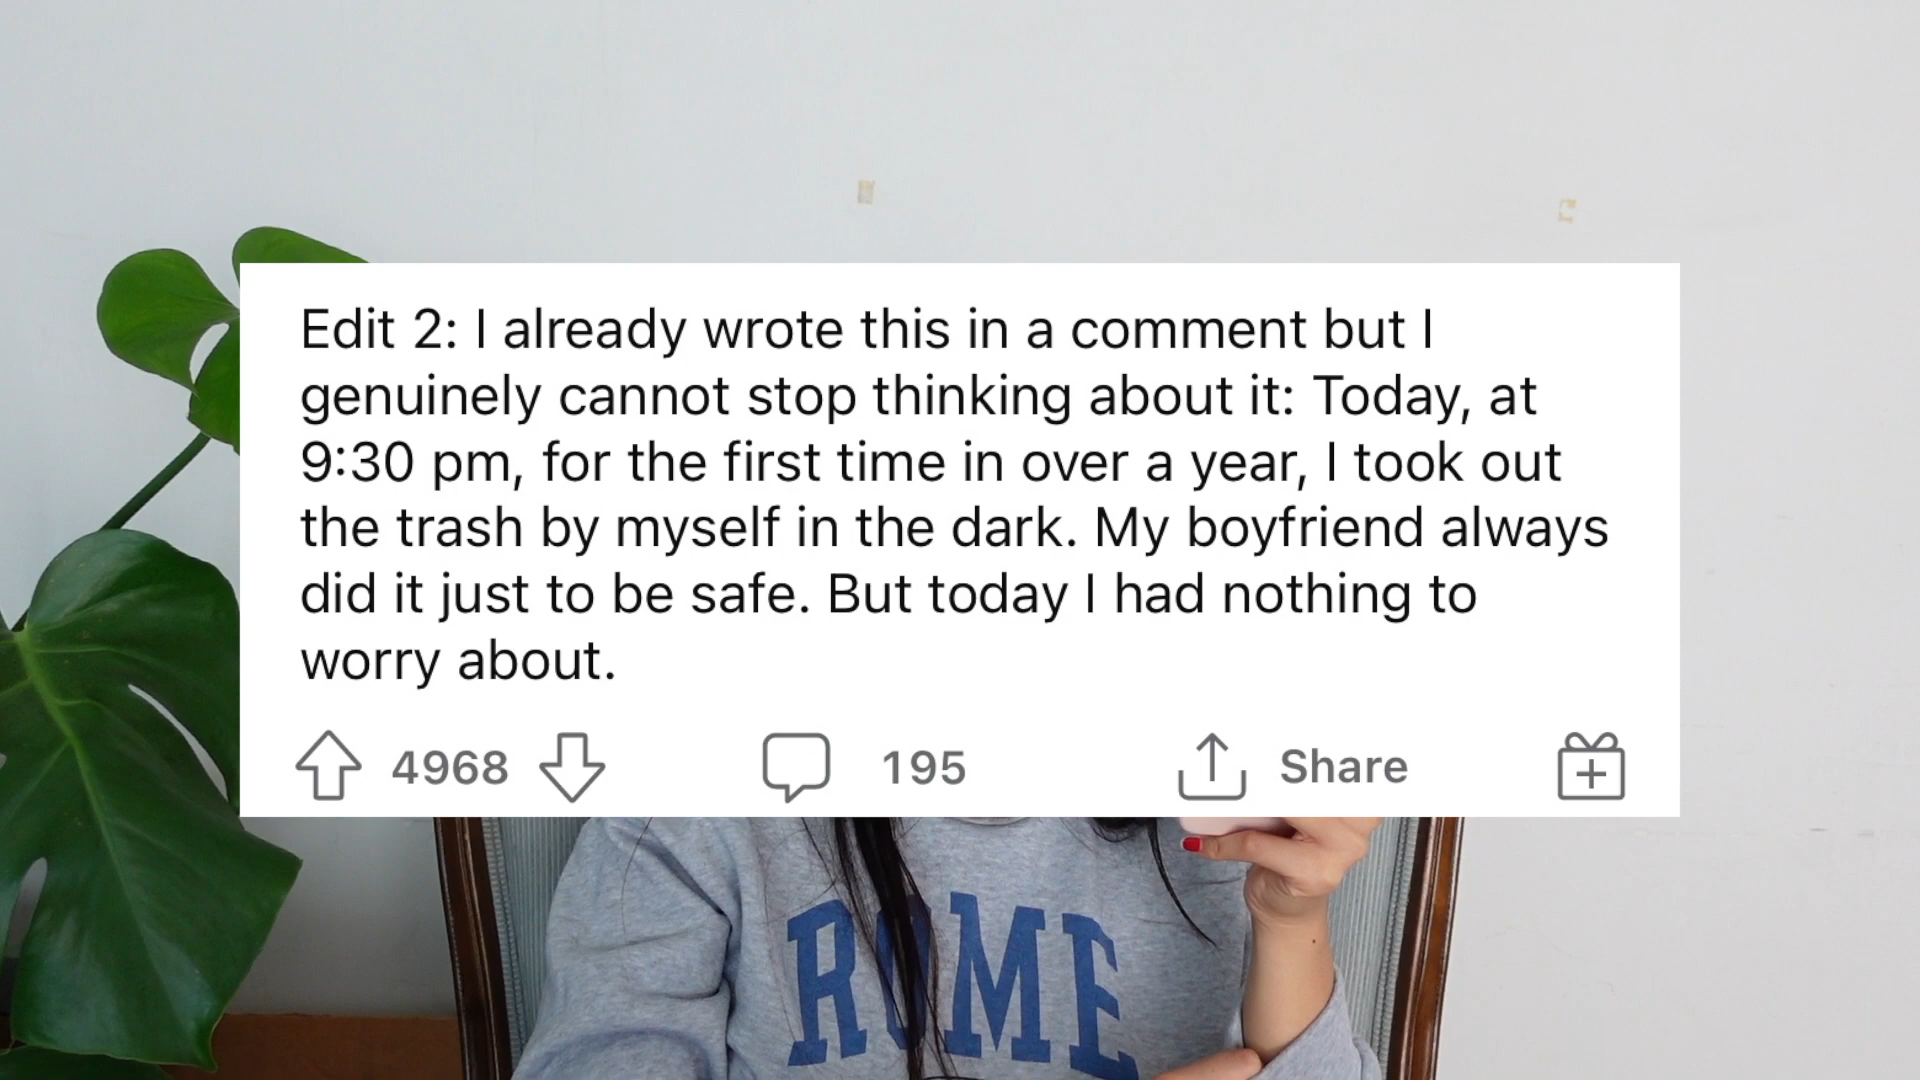 Edit 2: I already wrote this in a comment but I
genuinely cannot stop thinking about it: Today, at
9:30 pm, for the first time in over a year, I took out
the trash by myself in the dark. My boyfriend always
did it just to be safe. But today I had nothing to
worry about.
4968 195 Share
ROME